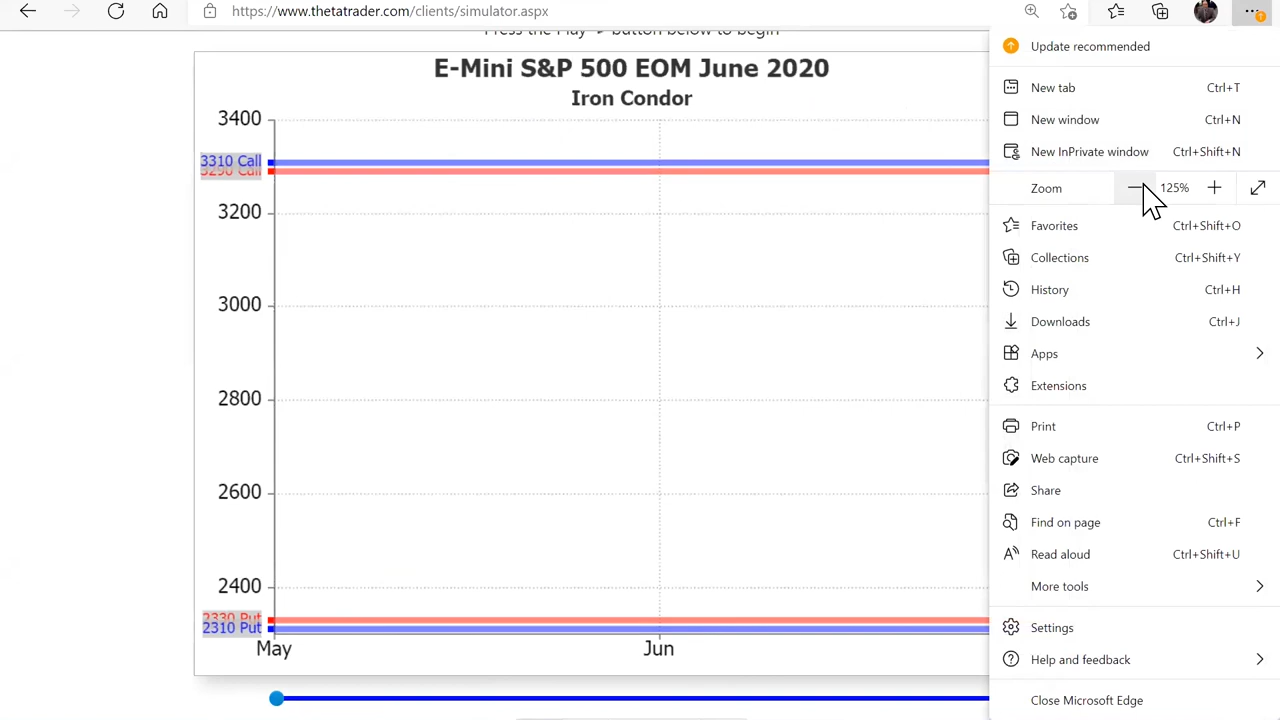 https://www.thetatrader.com/clients/simulator.aspx
Press the Play -> button below to begin
E-Mini S&P 500 EOM June 2020
Iron Condor
3400
3310 Call
3290 Call
3200
3000
2800
2600
2400
2330 Put
2310 Put
May
Jun
Update recommended
New tab Ctrl+T
New window Ctrl+N
New InPrivate window Ctrl+Shift+N
Zoom 125%
Favorites Ctrl+Shift+O
Collections Ctrl+Shift+Y
History Ctrl+H
Downloads Ctrl+J
Apps
Extensions
Print Ctrl+P
Web capture Ctrl+Shift+S
Share
Find on page Ctrl+F
Read aloud Ctrl+Shift+U
More tools
Settings
Help and feedback
Close Microsoft Edge